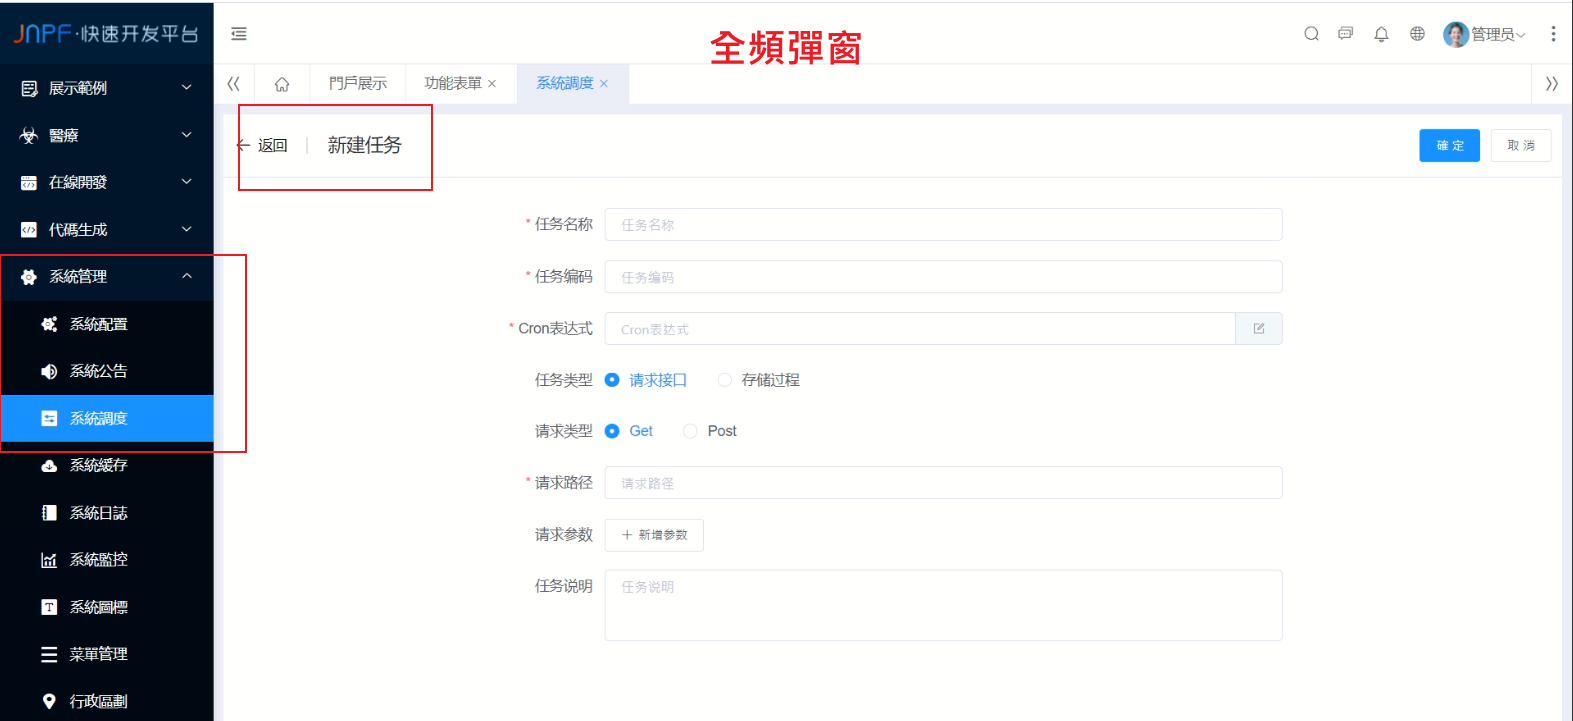 JNPF·快速开发平台
全頻彈窗
管理员
門戶展示
功能表單 ×
系統調度 ×
展示範例
醫療
在線開發
代碼生成
系統管理
系統配置
系統公告
系統調度
系統緩存
系統日誌
系統監控
系統圖標
菜單管理
行政區劃
← 返回
新建任务
確定
取消
* 任务名称
任务名称
* 任务编码
任务编码
* Cron表达式
Cron表达式
任务类型
请求接口
存储过程
请求类型
Get
Post
* 请求路径
请求路径
请求参数
+ 新增参数
任务说明
任务说明